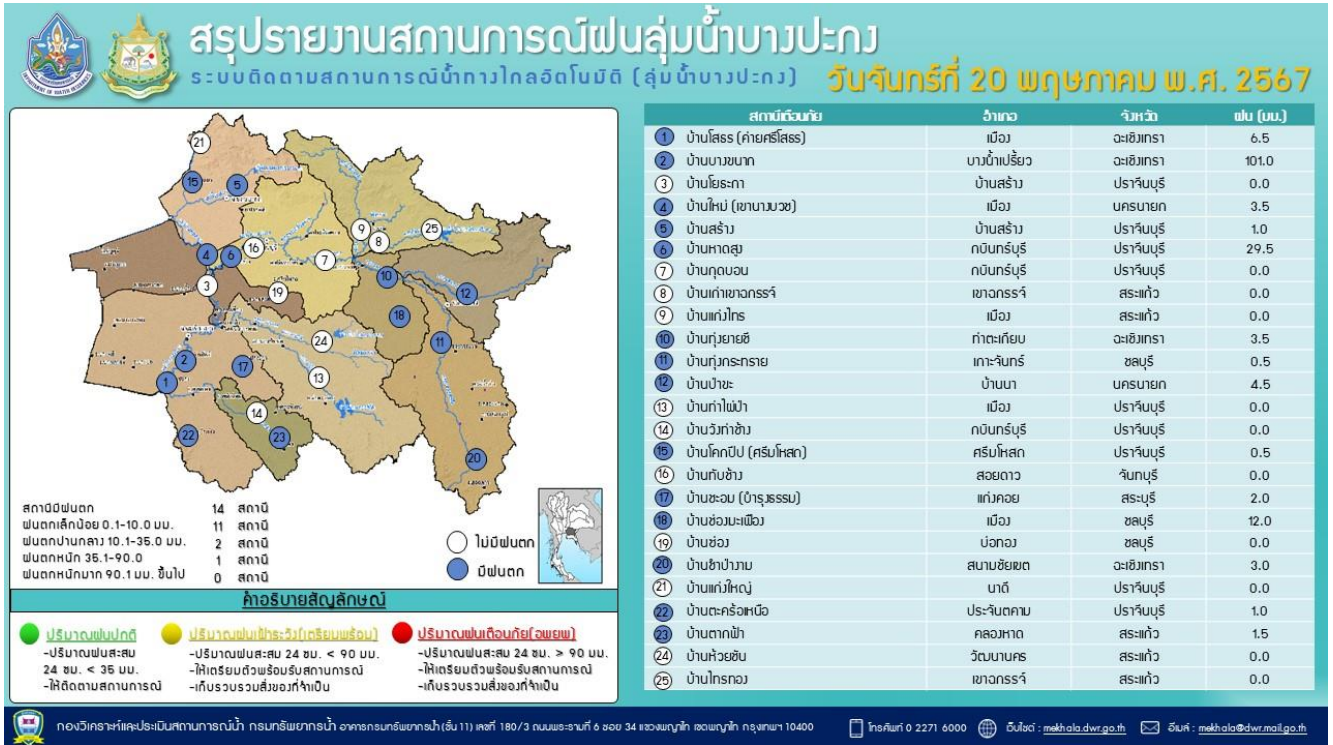 สรุปรายงานสถานการณ์ฝนลุ่มน้ำบางปะกง
ระบบติดตามสถานการณ์น้ำทางไกลอัตโนมัติ (ลุ่มน้ำบางปะกง)
วันจันทร์ที่ 20 พฤษภาคม พ.ศ. 2567
สถานีเตือนภัย อำเภอ จังหวัด ฝน (มม.)
1 บ้านโสธร (ค่ายศรีโสธร) เมือง ฉะเชิงเทรา 6.5
2 บ้านบางขนาก บางน้ำเปรี้ยว ฉะเชิงเทรา 101.0
3 บ้านโยธะกา บ้านสร้าง ปราจีนบุรี 0.0
4 บ้านใหม่ (เขานางบวช) เมือง นครนายก 3.5
5 บ้านสร้าง บ้านสร้าง ปราจีนบุรี 1.0
6 บ้านหาดสูง กบินทร์บุรี ปราจีนบุรี 29.5
7 บ้านกุดบอน กบินทร์บุรี ปราจีนบุรี 0.0
8 บ้านเก่าเขาฉกรรจ์ เขาฉกรรจ์ สระแก้ว 0.0
9 บ้านแก่งไทร เมือง สระแก้ว 0.0
10 บ้านทุ่งยายชี ท่าตะเกียบ ฉะเชิงเทรา 3.5
11 บ้านทุ่งกระทราย เกาะจันทร์ ชลบุรี 0.5
12 บ้านป่าขะ บ้านนา นครนายก 4.5
13 บ้านท่าไผ่ป่า เมือง ปราจีนบุรี 0.0
14 บ้านวังท่าช้าง กบินทร์บุรี ปราจีนบุรี 0.0
15 บ้านโคกปีป (ศรีมโหสถ) ศรีมโหสถ ปราจีนบุรี 0.5
16 บ้านทับช้าง สอยดาว จันทบุรี 0.0
17 บ้านชะอม (บำรุงธรรม) แก่งคอย สระบุรี 2.0
18 บ้านช่องมะเฟือง เมือง ชลบุรี 12.0
19 บ้านช่อง บ่อทอง ชลบุรี 0.0
20 บ้านชำป่างาม สนามชัยเขต ฉะเชิงเทรา 3.0
21 บ้านแก่งใหญ่ นาดี ปราจีนบุรี 0.0
22 บ้านตะคร้อเหนือ ประจันตคาม ปราจีนบุรี 1.0
23 บ้านตากฟ้า คลองหาด สระแก้ว 1.5
24 บ้านห้วยชัน วัฒนานคร สระแก้ว 0.0
25 บ้านไทรทอง เขาฉกรรจ์ สระแก้ว 0.0
21
15 5
9 25
16 8
4 6 7
10
3 19 12
18
24 11
2 17
1 13
14
22 23
20
สถานีมีฝนตก 14 สถานี
ฝนตกเล็กน้อย 0.1-10.0 มม. 11 สถานี
ฝนตกปานกลาง 10.1-35.0 มม. 2 สถานี
ฝนตกหนัก 35.1-90.0 1 สถานี
ฝนตกหนักมาก 90.1 มม. ขึ้นไป 0 สถานี
ไม่มีฝนตก
มีฝนตก
คำอธิบายสัญลักษณ์
ปริมาณฝนปกติ
-ปริมาณฝนสะสม
24 ชม. < 35 มม.
-ให้ติดตามสถานการณ์
ปริมาณฝนเฝ้าระวัง(เตรียมพร้อม)
-ปริมาณฝนสะสม 24 ชม. < 90 มม.
-ให้เตรียมตัวพร้อมรับสถานการณ์
-เก็บรวบรวมสิ่งของที่จำเป็น
ปริมาณฝนเตือนภัย(อพยพ)
-ปริมาณฝนสะสม 24 ชม. > 90 มม.
-ให้เตรียมตัวพร้อมรับสถานการณ์
-เก็บรวบรวมสิ่งของที่จำเป็น
กองวิเคราะห์และประเมินสถานการณ์น้ำ กรมทรัพยากรน้ำ อาคารกรมทรัพยากรน้ำ (ชั้น 11) เลขที่ 180/3 ถนนพระรามที่ 6 ซอย 34 แขวงพญาไท เขตพญาไท กรุงเทพฯ 10400
โทรศัพท์ 0 2271 6000
เว็บไซต์ : mekhala.dwr.go.th
อีเมล์ : mekhala@dwr.mail.go.th